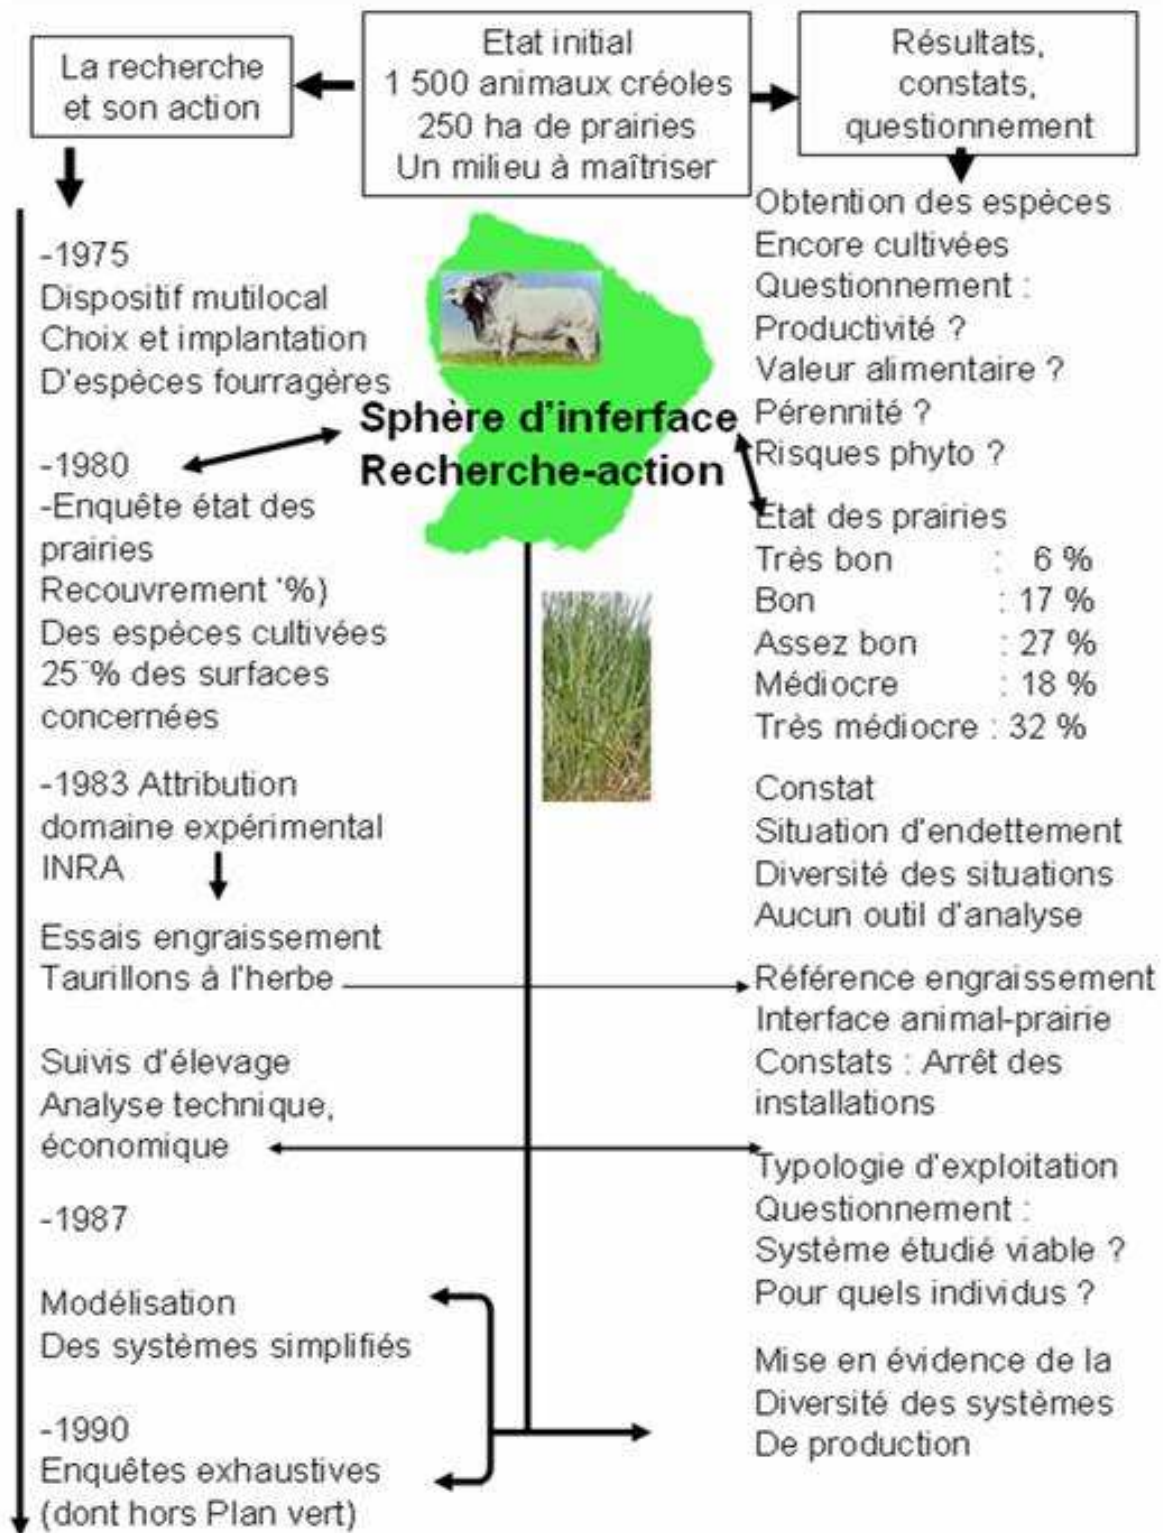 La recherche
et son action
Etat initial
1 500 animaux créoles
250 ha de prairies
Un milieu à maîtriser
Résultats,
constats,
questionnement
-1975
Dispositif mutilocal
Choix et implantation
D'espèces fourragères
-1980
-Enquête état des
prairies
Recouvrement '%)
Des espèces cultivées
25¨% des surfaces
concernées
-1983 Attribution
domaine expérimental
INRA
Essais engraissement
Taurillons à l'herbe
Suivis d'élevage
Analyse technique,
économique
-1987
Modélisation
Des systèmes simplifiés
-1990
Enquêtes exhaustives
(dont hors Plan vert)
Sphère d'inferface
Recherche-action
Obtention des espèces
Encore cultivées
Questionnement :
Productivité ?
Valeur alimentaire ?
Pérennité ?
Risques phyto ?
Etat des prairies
Très bon : 6 %
Bon : 17 %
Assez bon : 27 %
Médiocre : 18 %
Très médiocre : 32 %
Constat
Situation d'endettement
Diversité des situations
Aucun outil d'analyse
Référence engraissement
Interface animal-prairie
Constats : Arrêt des
installations
Typologie d'exploitation
Questionnement :
Système étudié viable ?
Pour quels individus ?
Mise en évidence de la
Diversité des systèmes
De production